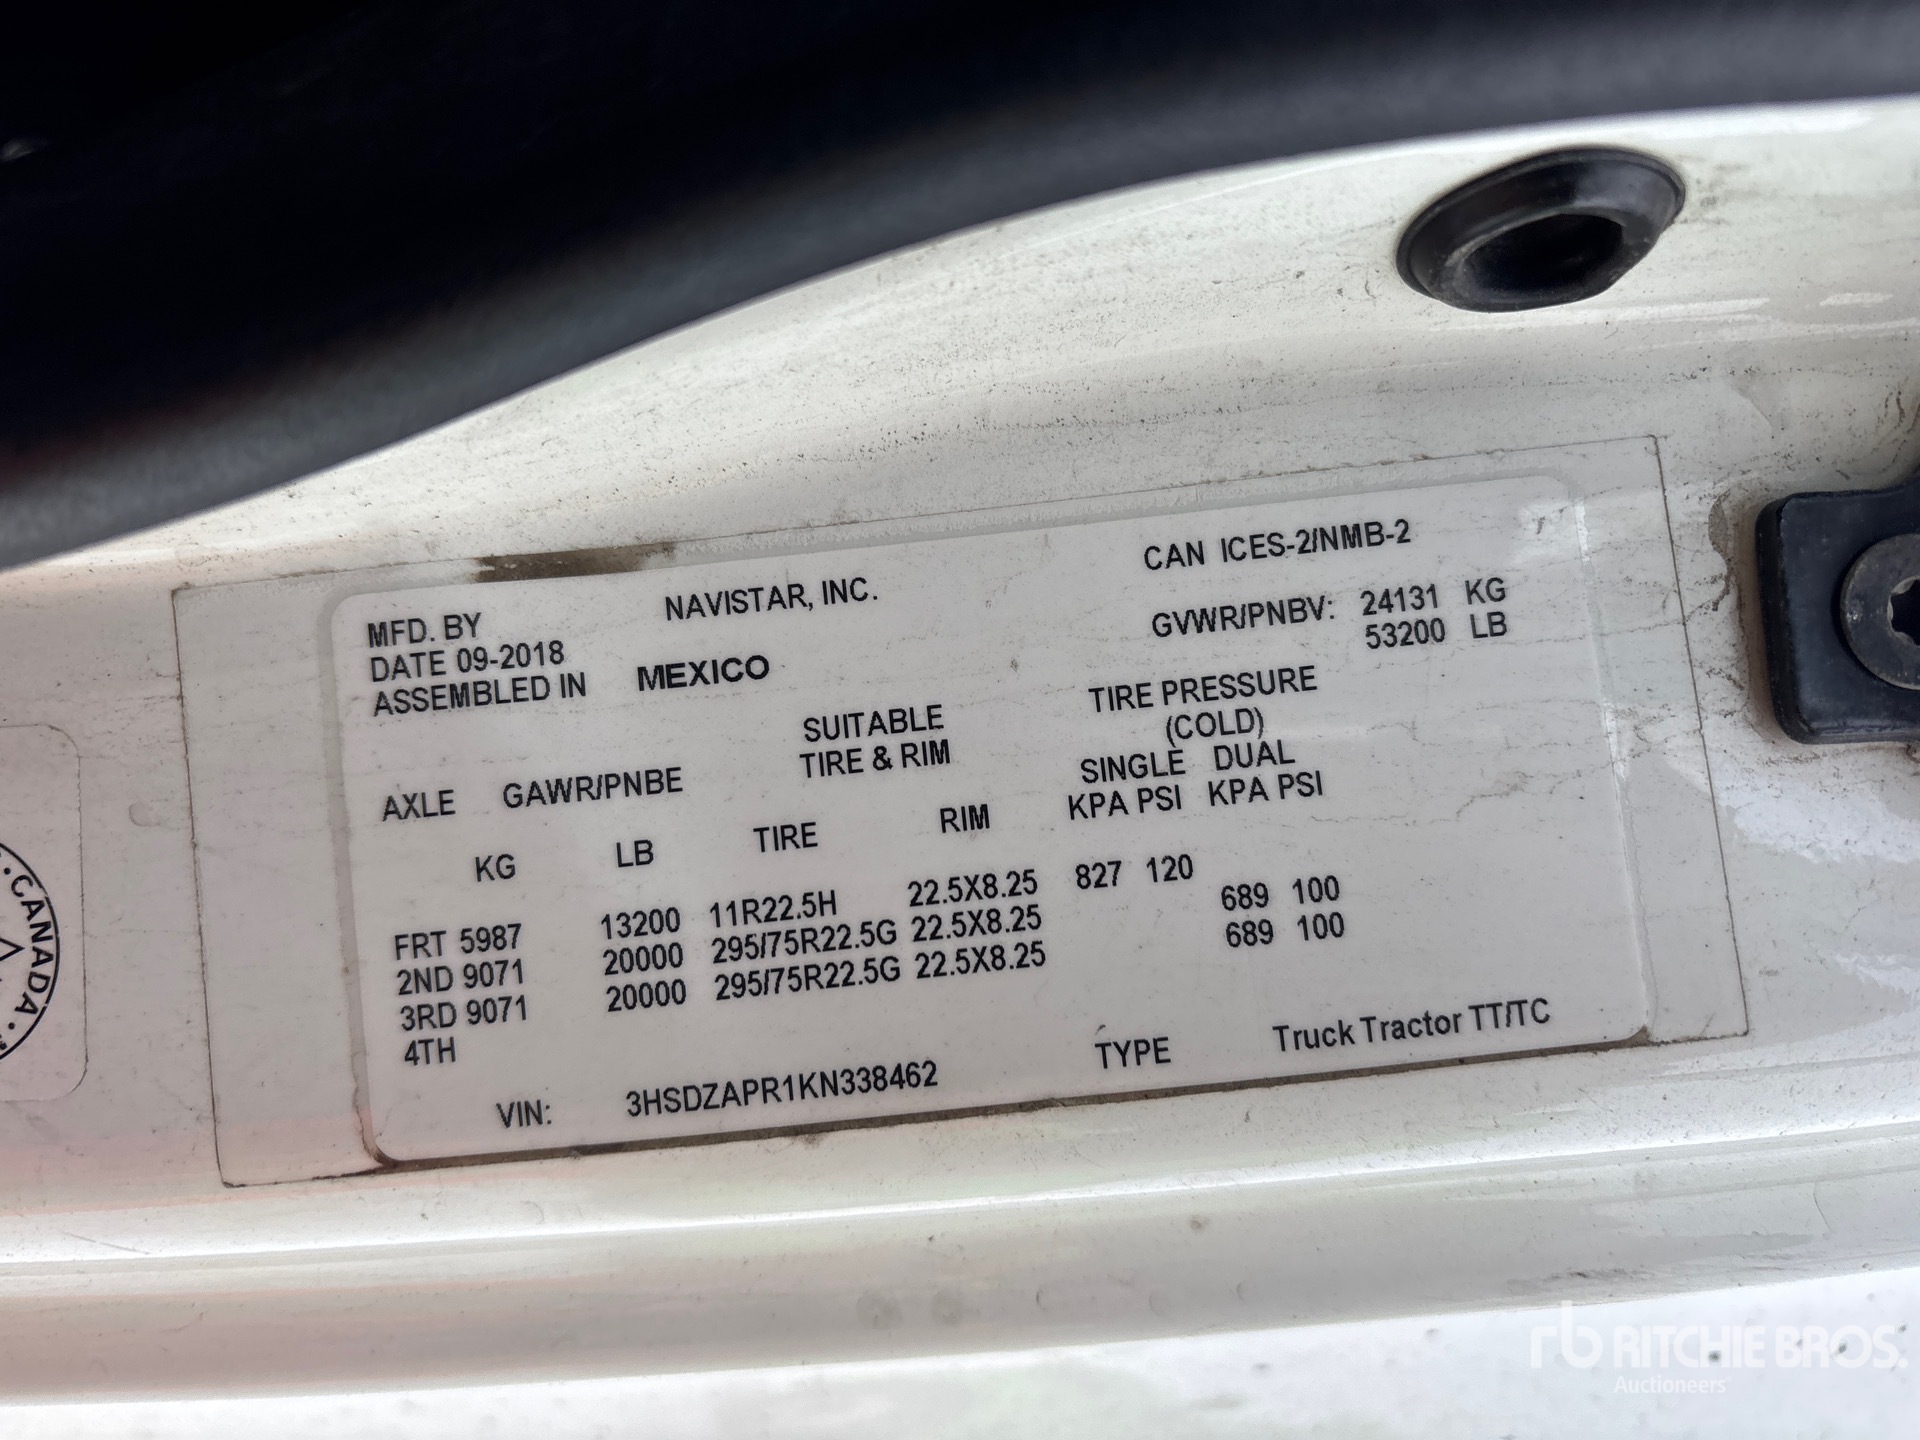 MFD. BY NAVISTAR, INC. CAN ICES-2/NMB-2
DATE 09-2018 GVWR/PNBV: 24131 KG
ASSEMBLED IN MEXICO 53200 LB
SUITABLE TIRE PRESSURE
TIRE & RIM (COLD)
AXLE GAWR/PNBE SINGLE DUAL
KG LB TIRE RIM KPA PSI KPA PSI
FRT 5987 13200 11R22.5H 22.5X8.25 827 120
2ND 9071 20000 295/75R22.5G 22.5X8.25 689 100
3RD 9071 20000 295/75R22.5G 22.5X8.25 689 100
4TH
VIN: 3HSDZAPR1KN338462 TYPE Truck Tractor TT/TC
CANADA
rb RITCHIE BROS.
Auctioneers